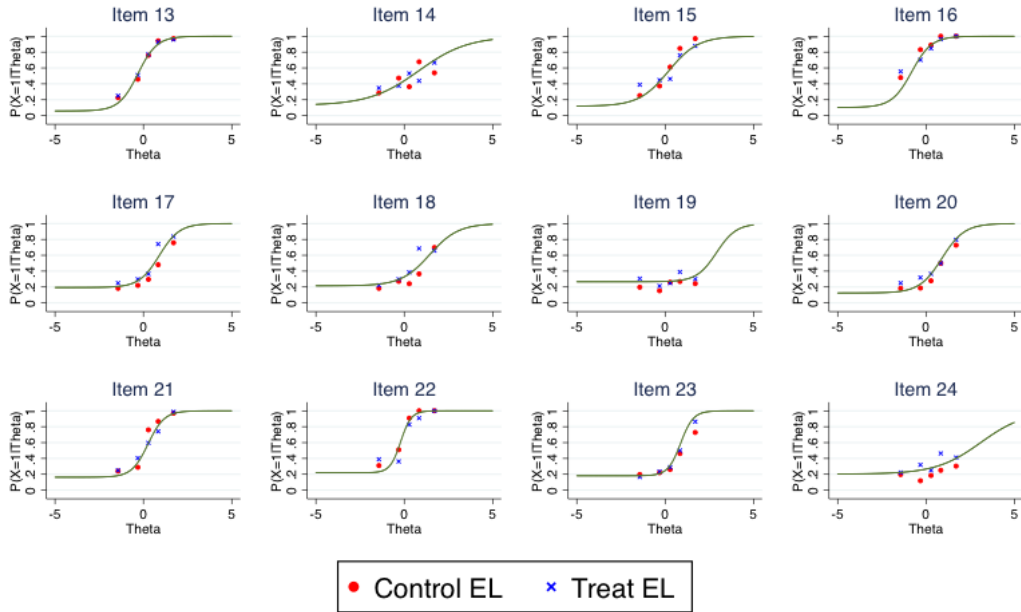 Item 13 Item 14 Item 15 Item 16
P(X=1|Theta) 0 .2 .4 .6 .8 1 P(X=1|Theta) 0 .2 .4 .6 .8 1 P(X=1|Theta) 0 .2 .4 .6 .8 1 P(X=1|Theta) 0 .2 .4 .6 .8 1
-5 0 5 -5 0 5 -5 0 5 -5 0 5
Theta Theta Theta Theta
Item 17 Item 18 Item 19 Item 20
P(X=1|Theta) 0 .2 .4 .6 .8 1 P(X=1|Theta) 0 .2 .4 .6 .8 1 P(X=1|Theta) 0 .2 .4 .6 .8 1 P(X=1|Theta) 0 .2 .4 .6 .8 1
-5 0 5 -5 0 5 -5 0 5 -5 0 5
Theta Theta Theta Theta
Item 21 Item 22 Item 23 Item 24
P(X=1|Theta) 0 .2 .4 .6 .8 1 P(X=1|Theta) 0 .2 .4 .6 .8 1 P(X=1|Theta) 0 .2 .4 .6 .8 1 P(X=1|Theta) 0 .2 .4 .6 .8 1
-5 0 5 -5 0 5 -5 0 5 -5 0 5
Theta Theta Theta Theta
Control EL Treat EL